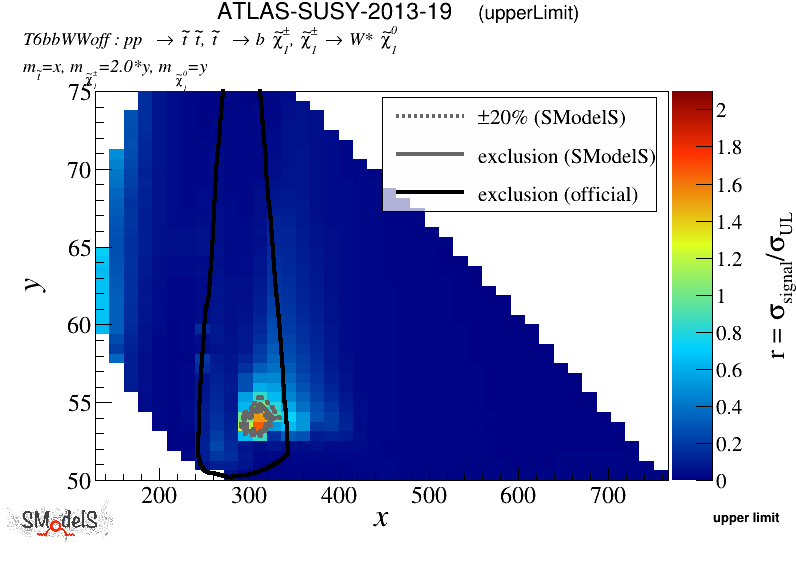 ATLAS-SUSY-2013-19 (upperLimit)
T6bbWWoff : pp → t̃ t̃, t̃ → b χ̃₁±, χ̃₁± → W* χ̃₁⁰
m_t̃=x, m_χ̃₁±=2.0*y, m_χ̃₁⁰=y
±20% (SModelS)
exclusion (SModelS)
exclusion (official)
75
70
65
60
55
50
y
200 300 400 500 600 700
x
2
1.8
1.6
1.4
1.2
1
0.8
0.6
0.4
0.2
0
r = σ_signal/σ_UL
SModelS
upper limit